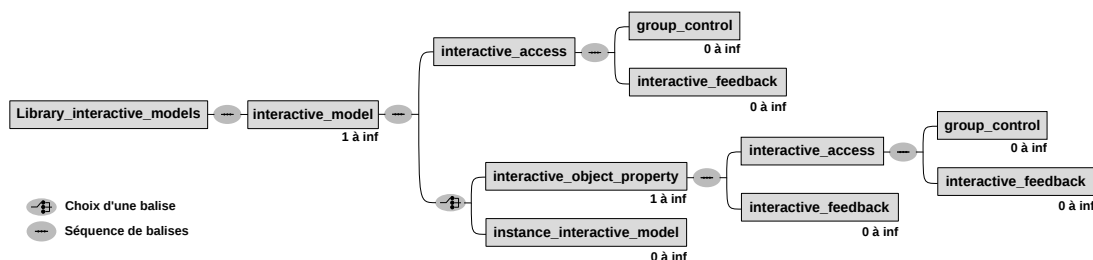 group_control
0 à inf
interactive_access
interactive_feedback
0 à inf
Library_interactive_models
interactive_model
1 à inf
group_control
0 à inf
interactive_access
interactive_feedback
0 à inf
interactive_object_property
1 à inf
interactive_feedback
0 à inf
instance_interactive_model
0 à inf
Choix d'une balise
Séquence de balises